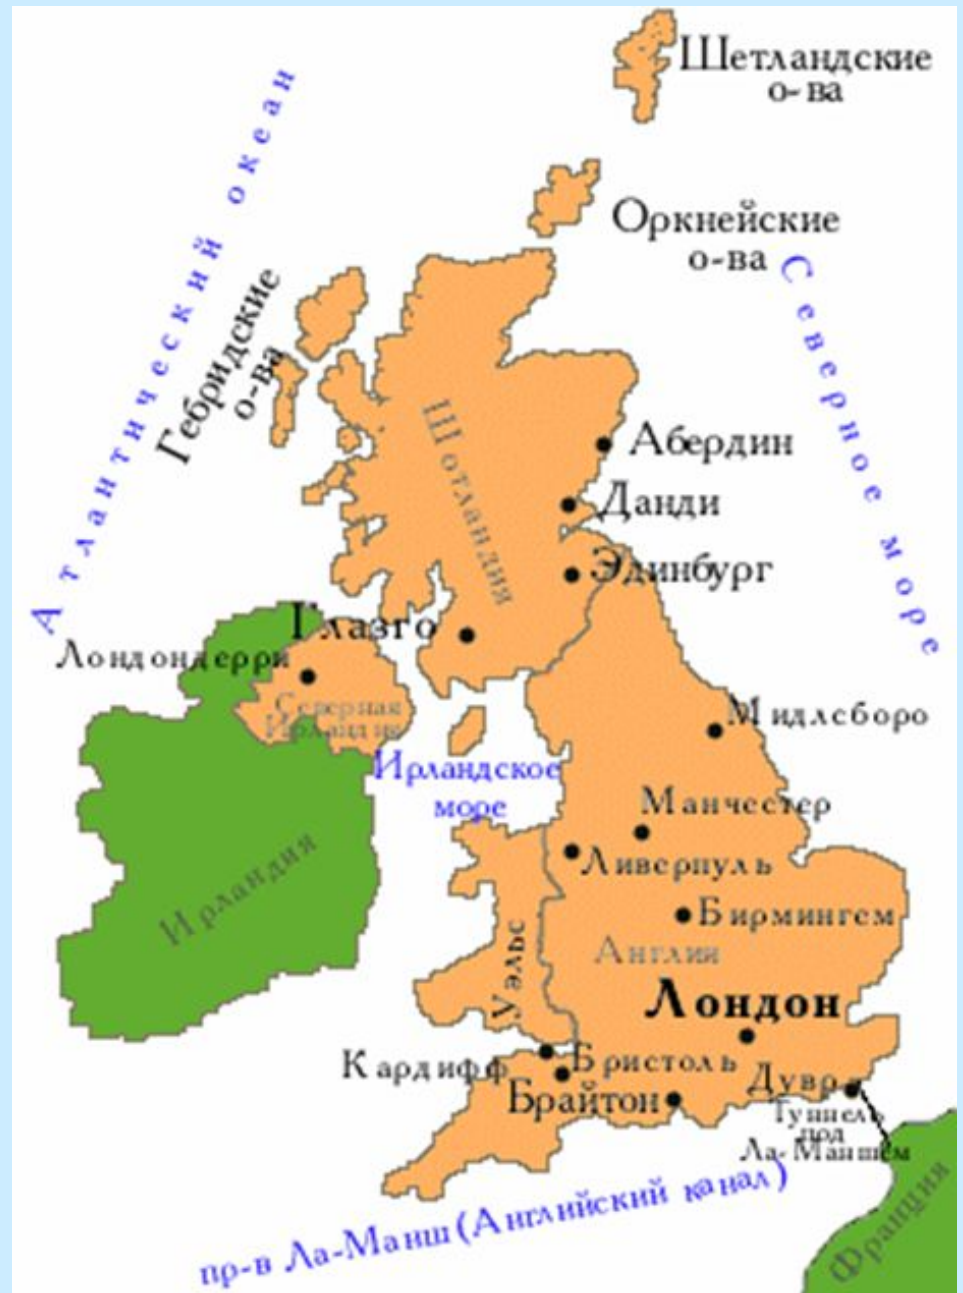 Шетландские
о-ва
Атлантический океан
Оркнейские
о-ва
Северное море
Гебридские
о-ва
Шотландия
Абердин
Данди
Эдинбург
Глазго
Лондондерри
Северная
Ирландия
Мидлсборо
Ирландское
море
Манчестер
Ливерпуль
Ирландия
Бирмингем
Англия
Уэльс
Лондон
Кардифф
Бристоль
Дувр
Брайтон
Туннель
под
Ла-Маншем
пр-в Ла-Манш (Английский канал)
Франция